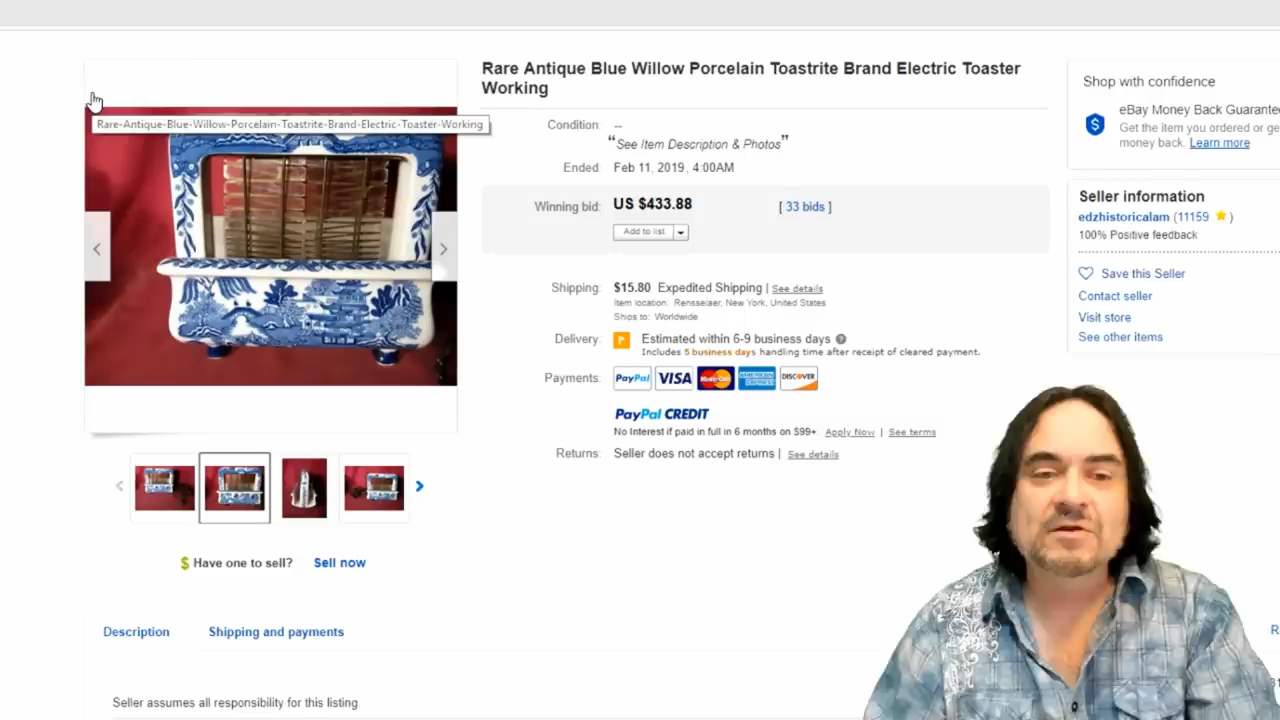 Rare Antique Blue Willow Porcelain Toastrite Brand Electric Toaster
Working
Rare-Antique-Blue-Willow-Porcelain-Toastrite-Brand-Electric-Toaster-Working
Condition: --
"See Item Description & Photos"
Ended: Feb 11, 2019 , 4:00AM
Winning bid: US $433.88 [ 33 bids ]
Add to list
Shipping: $15.80 Expedited Shipping | See details
Item location: Rensselaer, New York, United States
Ships to: Worldwide
Delivery: Estimated within 6-9 business days
Includes 5 business days handling time after receipt of cleared payment.
Payments: PayPal VISA MasterCard AMERICAN EXPRESS DISCOVER
PayPal CREDIT
No Interest if paid in full in 6 months on $99+. Apply Now | See terms
Returns: Seller does not accept returns | See details
Shop with confidence
eBay Money Back Guarante
Get the item you ordered or ge
money back. Learn more
Seller information
edzhistoricalam (11159 )
100% Positive feedback
Save this Seller
Contact seller
Visit store
See other items
$ Have one to sell? Sell now
Description Shipping and payments
Seller assumes all responsibility for this listing.